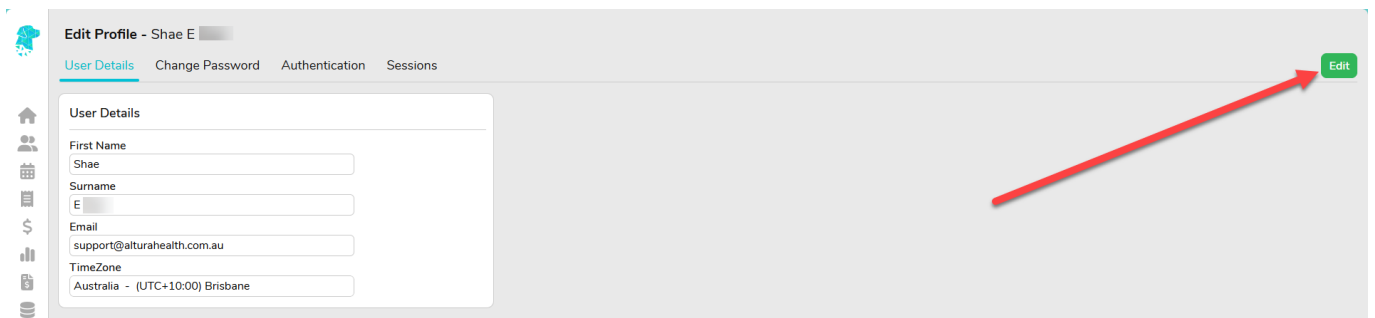 Edit Profile - Shae E
User Details Change Password Authentication Sessions
Edit
User Details
First Name
Shae
Surname
E
Email
support@alturahealth.com.au
TimeZone
Australia - (UTC+10:00) Brisbane